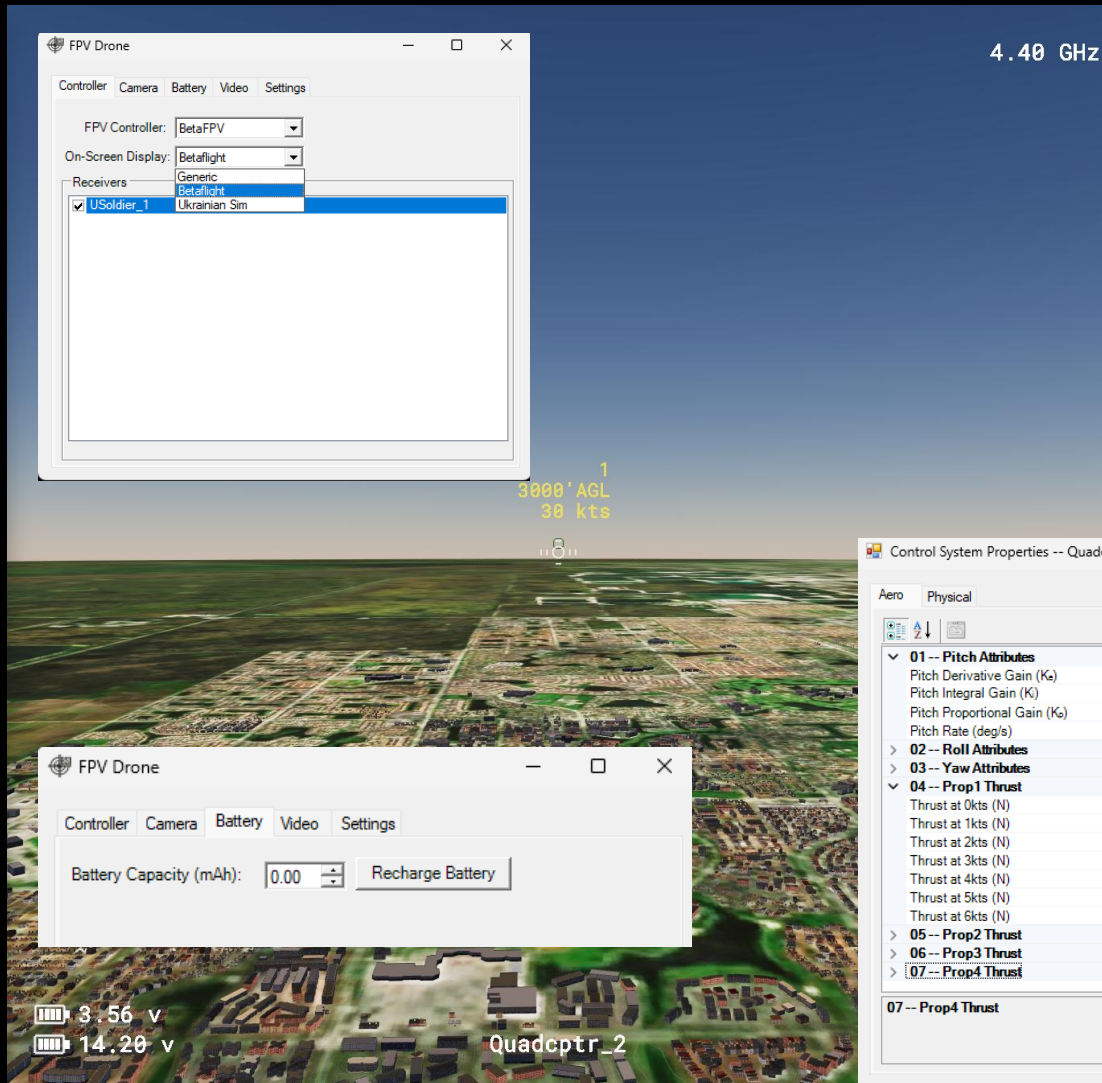 FPV Drone
Controller Camera Battery Video Settings
FPV Controller: BetaFPV
On-Screen Display: Betaflight
Generic
Betaflight
Ukrainian Sim
Receivers
USoldier_1
4.40 GHz
1
3000'AGL
30 kts
Control System Properties -- Quad
Aero Physical
01 -- Pitch Attributes
Pitch Derivative Gain
Pitch Integral Gain
Pitch Proportional Gain
Pitch Rate (deg/s)
02 -- Roll Attributes
03 -- Yaw Attributes
04 -- Prop1 Thrust
Thrust at 0kts (N)
Thrust at 1kts (N)
Thrust at 2kts (N)
Thrust at 3kts (N)
Thrust at 4kts (N)
Thrust at 5kts (N)
Thrust at 6kts (N)
05 -- Prop2 Thrust
06 -- Prop3 Thrust
07 -- Prop4 Thrust
07 -- Prop4 Thrust
FPV Drone
Controller Camera Battery Video Settings
Battery Capacity (mAh): 0.00 Recharge Battery
3.56 v
14.20 v
Quadcptr_2